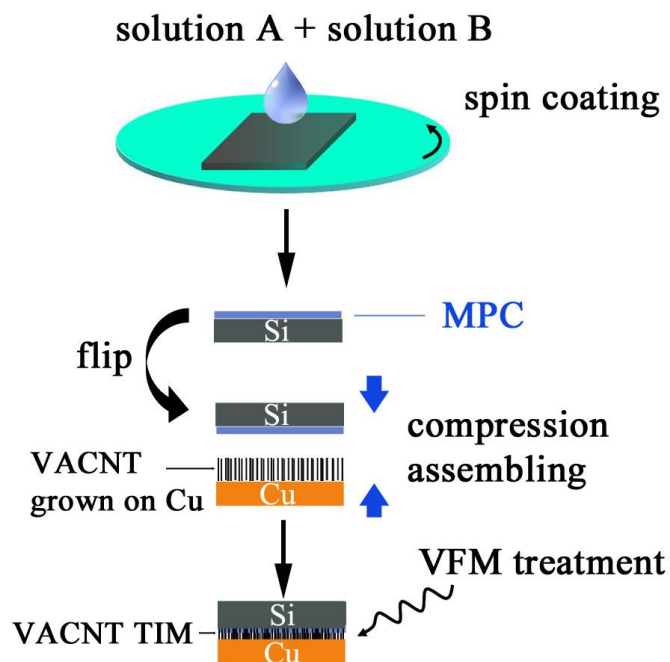 solution A + solution B
spin coating
Si
MPC
flip
Si
compression
assembling
VACNT
grown on Cu
Cu
VFM treatment
Si
VACNT TIM
Cu